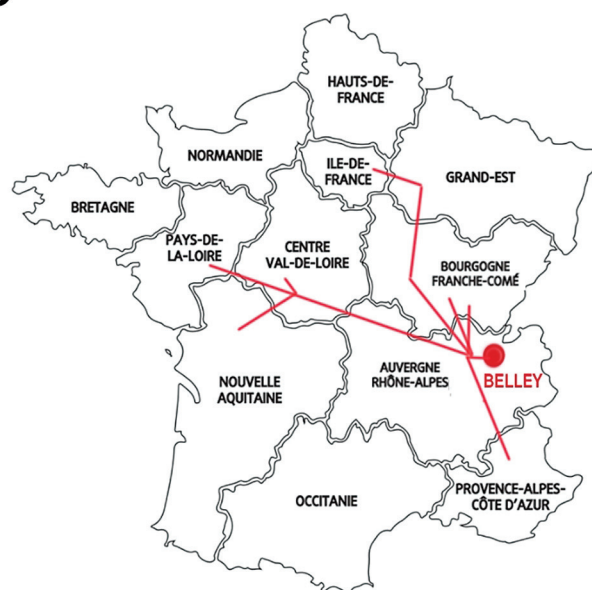 HAUTS-DE-
FRANCE
NORMANDIE
ILE-DE-
FRANCE
GRAND-EST
BRETAGNE
PAYS-DE-
LA-LOIRE
CENTRE
VAL-DE-LOIRE
BOURGOGNE
FRANCHE-COMÉ
AUVERGNE
RHÔNE-ALPES
BELLEY
NOUVELLE
AQUITAINE
OCCITANIE
PROVENCE-ALPES-
CÔTE D'AZUR